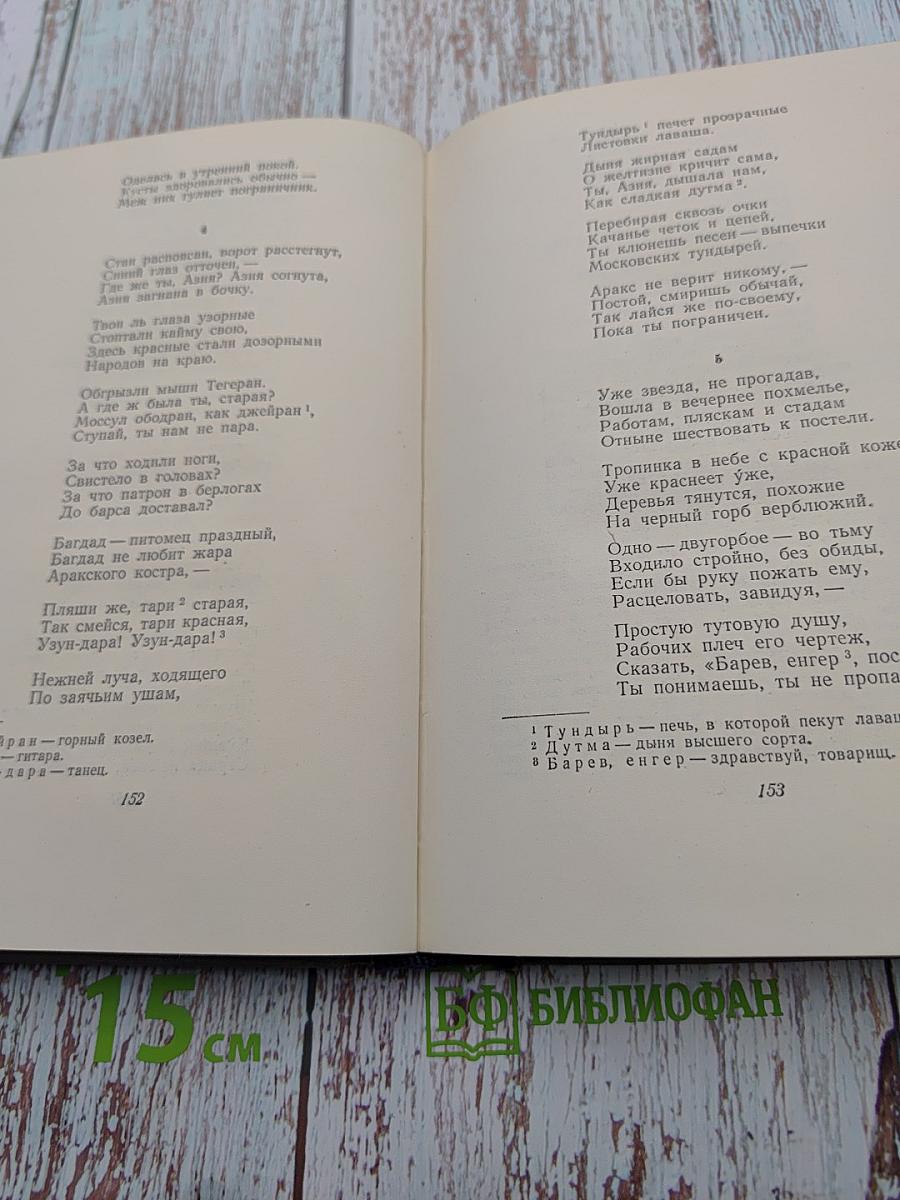 Оделась в утренний покой.
Кусты здоровались обычно —
Меж них гуляет пограничник.
4
Стан распоясан, ворот расстегнут,
Синий глаз отточен, —
Где же ты, Азия? Азия согнута,
Азия загнана в бочку.
Твои ль глаза узорные
Стоптали кайму свою,
Здесь красные стали дозорными
Народов на краю.
Обгрызли мыши Тегеран.
А где ж была ты, старая?
Моссул ободран, как джейран ¹,
Ступай, ты нам не пара.
За что ходили ноги,
Свистело в головах?
За что патрон в берлогах
До барса доставал?
Багдад — питомец праздный,
Багдад не любит жара
Аракского костра, —
Пляши же, тари ² старая,
Так смейся, тари красная,
Узун-дара! Узун-дара! ³
Нежней луча, ходящего
По заячьим ушам,
йран — горный козел.
— гитара.
-дара — танец.
152
Тундырь ¹ печет прозрачные
Листовки лаваша.
Дыня жирная садам
О желтизне кричит сама,
Ты, Азия, дышала нам,
Как сладкая дутма ².
Перебирая сквозь очки
Качанье четок и цепей,
Ты клюнешь песен — выпечки
Московских тундырей.
Аракс не верит никому, —
Постой, смиришь обычай,
Так лайся же по-своему,
Пока ты пограничен.
5
Уже звезда, не прогадав,
Вошла в вечернее похмелье,
Работам, пляскам и стадам
Отныне шествовать к постели.
Тропинка в небе с красной коже
Уже краснеет у́же,
Деревья тянутся, похожие
На черный горб верблюжий.
Одно — двугорбое — во тьму
Входило стройно, без обиды,
Если бы руку пожать ему,
Расцеловать, завидуя, —
Простую тутовую душу,
Рабочих плеч его чертеж,
Сказать, «Барев, енгер ³, пос
Ты понимаешь, ты не пропа
¹ Тундырь — печь, в которой пекут лаваш
² Дутма — дыня высшего сорта.
³ Барев, енгер — здравствуй, товарищ.
153
15 см
БФ БИБЛИОФАН